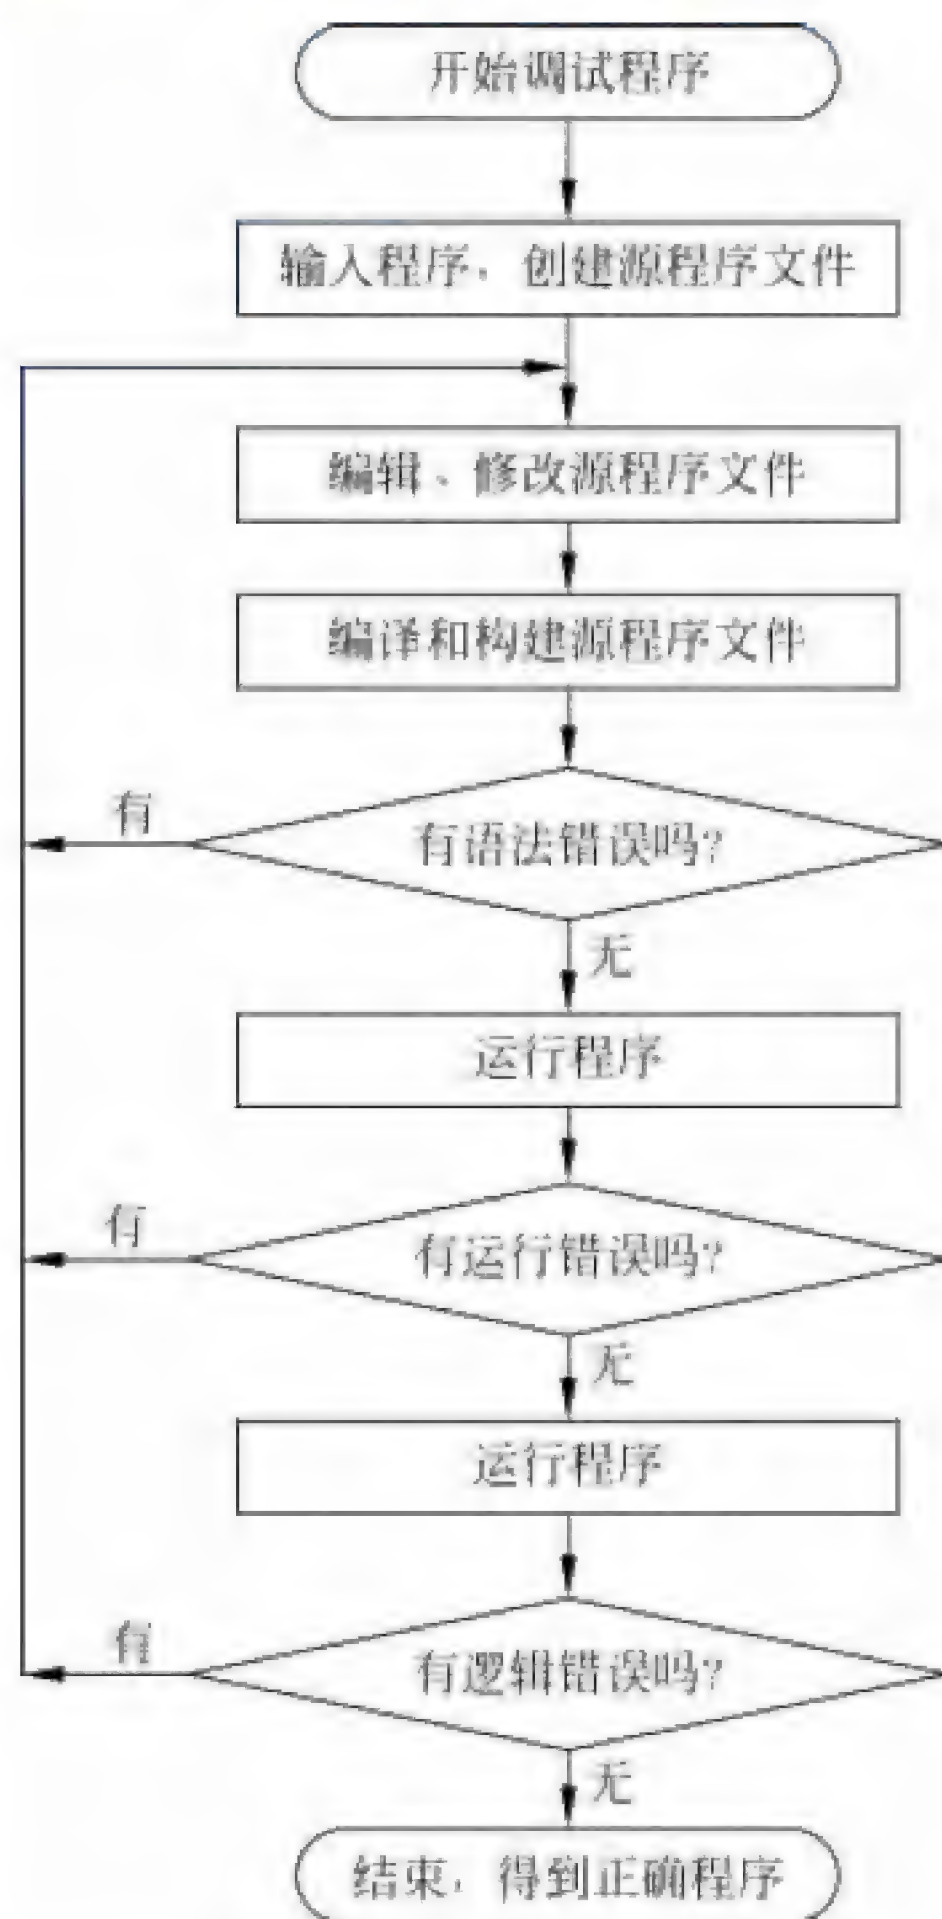 开始调试程序
输入程序，创建源程序文件
编辑、修改源程序文件
编译和构建源程序文件
有
有语法错误吗?
无
运行程序
有
有运行错误吗?
无
运行程序
有
有逻辑错误吗?
无
结束，得到正确程序